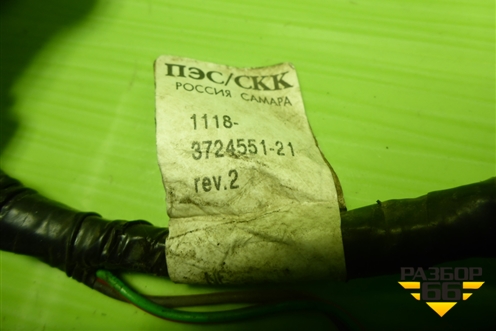 ПЭС/СКК
РОССИЯ САМАРА
1118-
3724551-21
rev.2
РАЗБОР
66